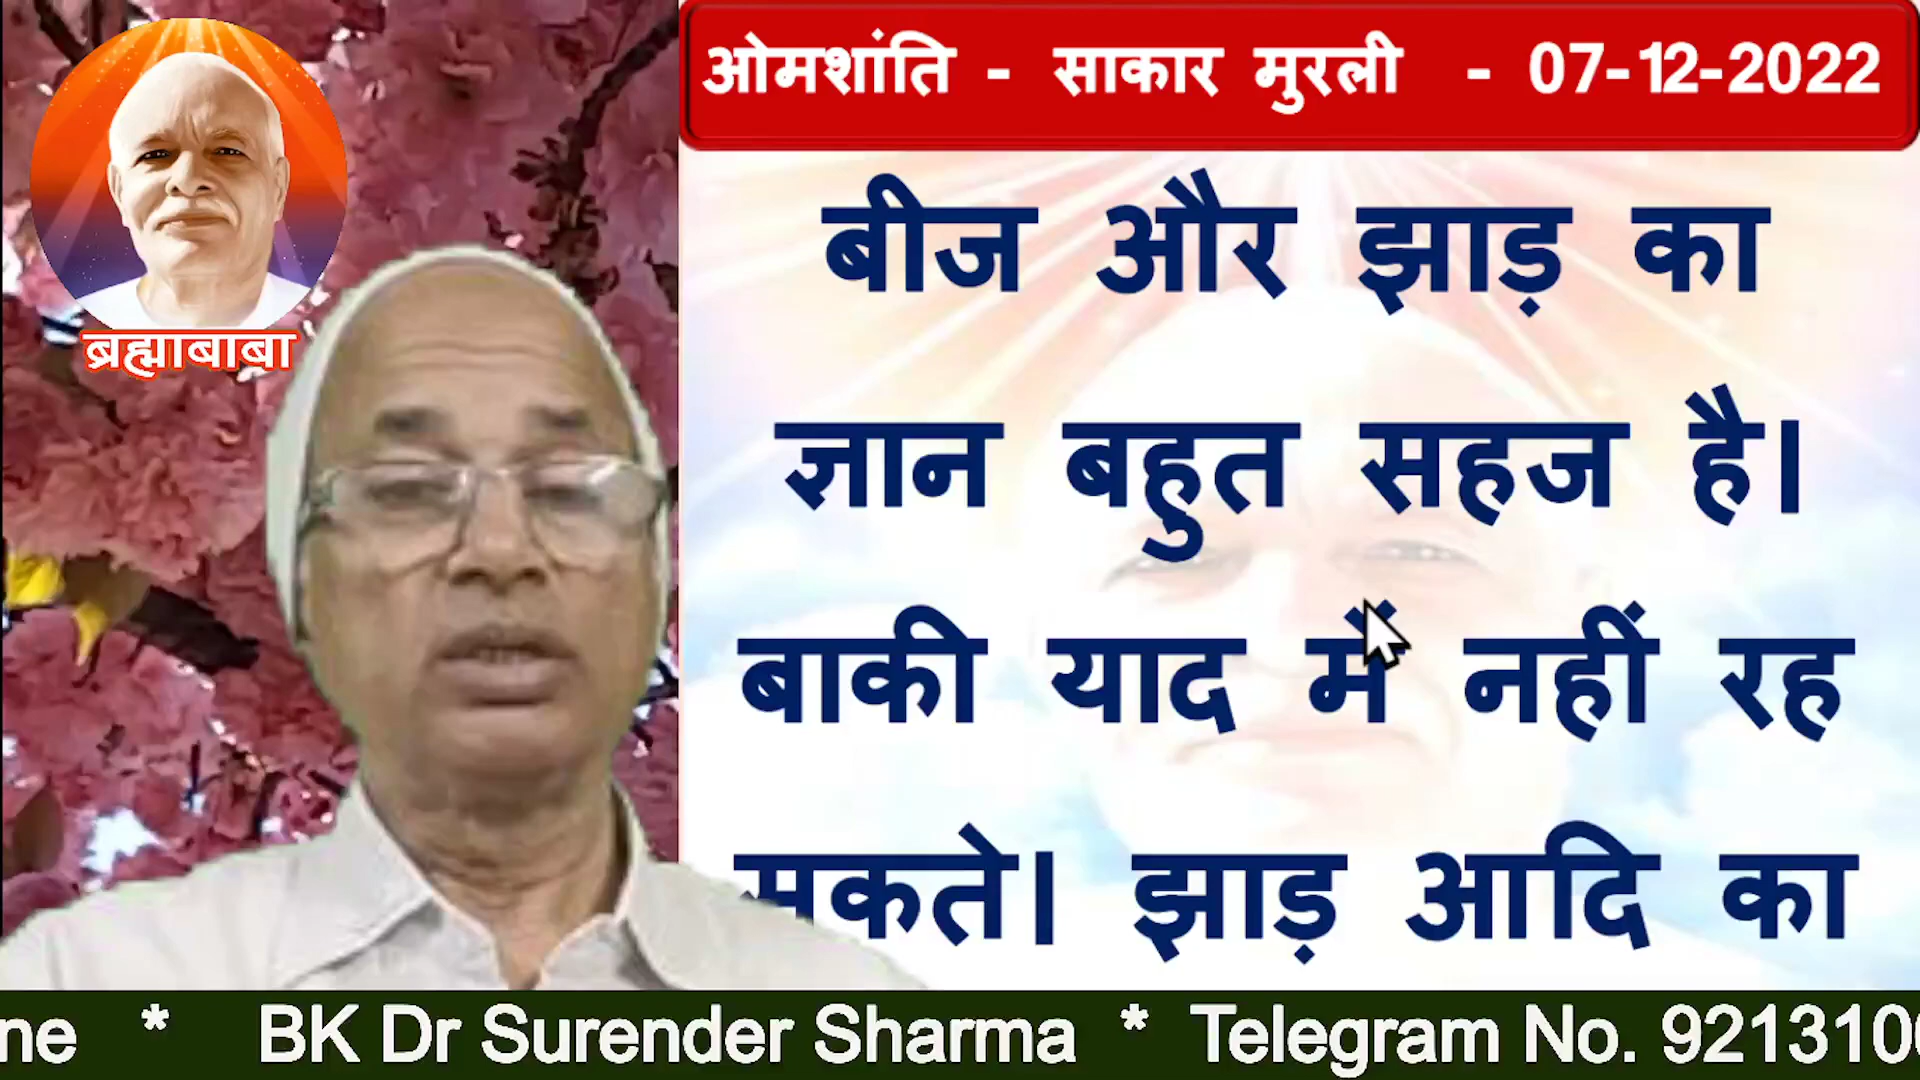 ओमशांति - साकार मुरली - 07-12-2022
ब्रह्माबाबा
बीज और झाड़ का
ज्ञान बहुत सहज है।
बाकी याद में नहीं रह
सकते। झाड़ आदि का
ne * BK Dr Surender Sharma * Telegram No. 921310